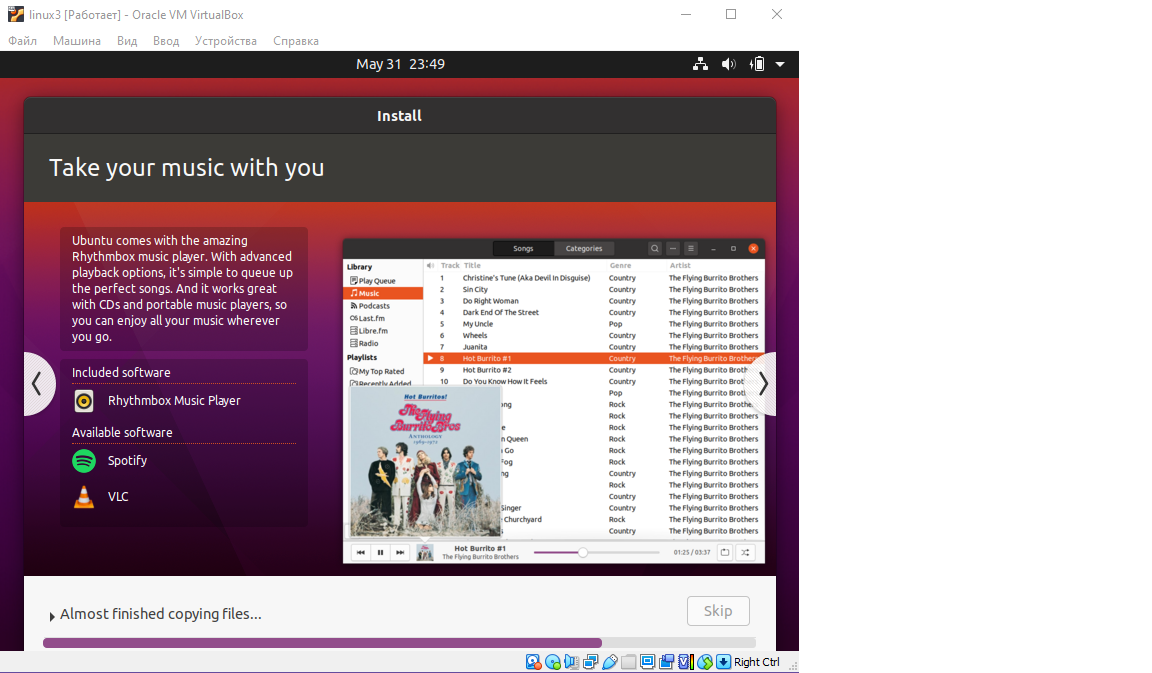 linux3 [Работает] - Oracle VM VirtualBox
Файл Машина Вид Ввод Устройства Справка
May 31 23:49
Install
Take your music with you
Ubuntu comes with the amazing
Rhythmbox music player. With advanced
playback options, it's simple to queue up
the perfect songs. And it works great
with CDs and portable music players, so
you can enjoy all your music wherever
you go.
Included software
Rhythmbox Music Player
Available software
Spotify
VLC
Songs Categories
Library
Play Queue
Music
Podcasts
Last.fm
Libre.fm
Radio
Playlists
My Top Rated
Recently Added
Track Title Genre Artist
1 Christine's Tune (Aka Devil In Disguise) Country The Flying Burrito Brothers
2 Sin City Country The Flying Burrito Brothers
3 Do Right Woman Country The Flying Burrito Brothers
4 Dark End Of The Street Country The Flying Burrito Brothers
5 My Uncle Pop The Flying Burrito Brothers
6 Wheels Country The Flying Burrito Brothers
7 Juanita Country The Flying Burrito Brothers
8 Hot Burrito #1 Country The Flying Burrito Brothers
9 Hot Burrito #2 Country The Flying Burrito Brothers
10 Do You Know How It Feels Country The Flying Burrito Brothers
Pop The Flying Burrito Brothers
ong Rock The Flying Burrito Brothers
Rock The Flying Burrito Brothers
e Rock The Flying Burrito Brothers
n Queen Rock The Flying Burrito Brothers
Go Rock The Flying Burrito Brothers
Fog Rock The Flying Burrito Brothers
ng Country The Flying Burrito Brothers
Rock The Flying Burrito Brothers
Country The Flying Burrito Brothers
Singer Country The Flying Burrito Brothers
e Churchyard Rock The Flying Burrito Brothers
Country The Flying Burrito Brothers
Hot Burritos!
The Flying
Burrito Bros
ANTHOLOGY
1969-1972
Hot Burrito #1
The Flying Burrito Brothers
01:25 / 03:37
Almost finished copying files...
Skip
Right Ctrl